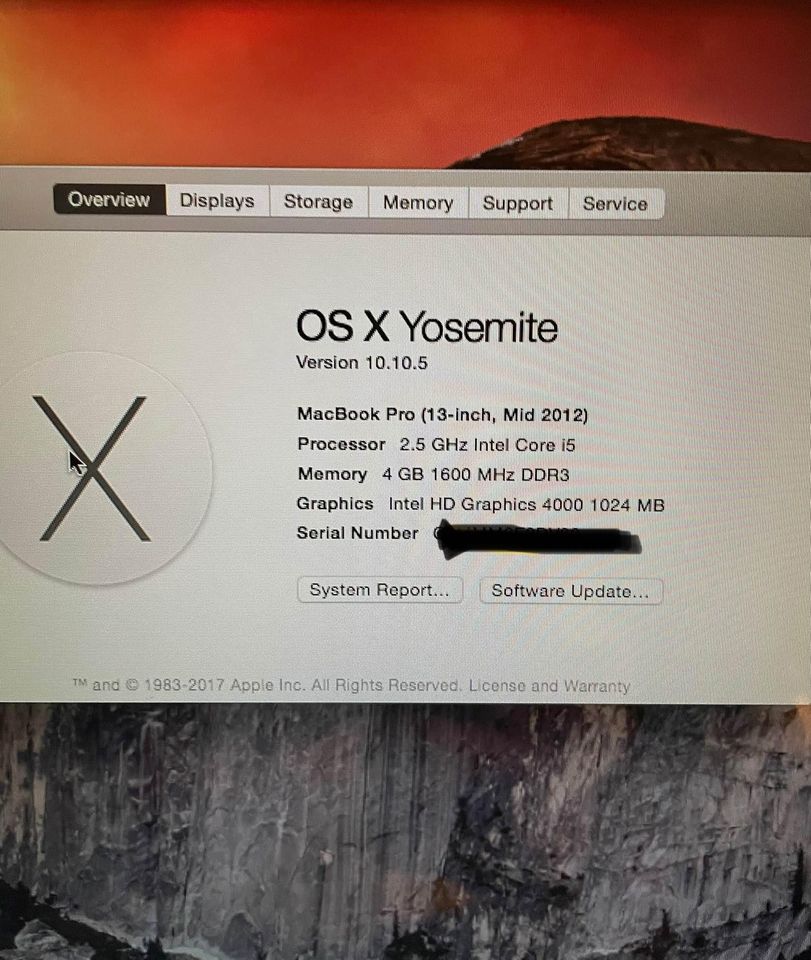 Overview Displays Storage Memory Support Service
OS X Yosemite
Version 10.10.5
MacBook Pro (13-inch, Mid 2012)
Processor 2.5 GHz Intel Core i5
Memory 4 GB 1600 MHz DDR3
Graphics Intel HD Graphics 4000 1024 MB
Serial Number
System Report... Software Update...
™ and © 1983-2017 Apple Inc. All Rights Reserved. License and Warranty